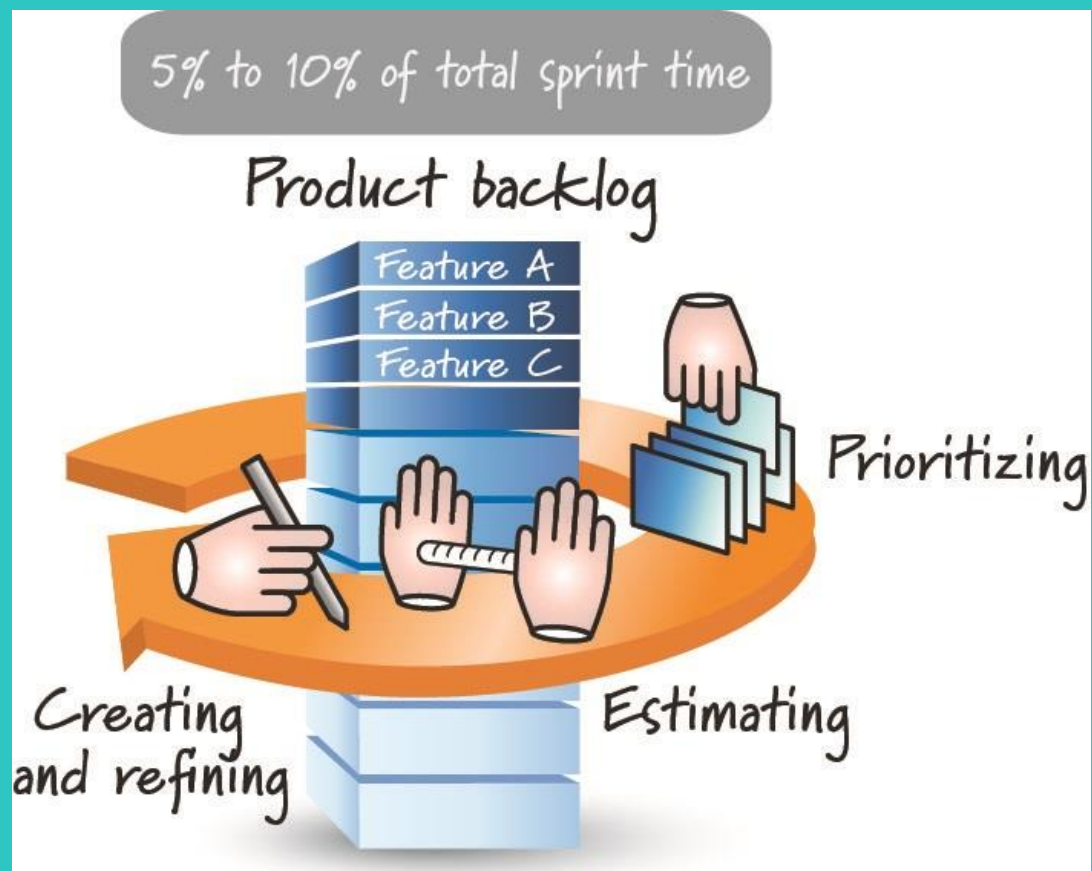 5% to 10% of total sprint time
Product backlog
Feature A
Feature B
Feature C
Prioritizing
Creating
and refining
Estimating